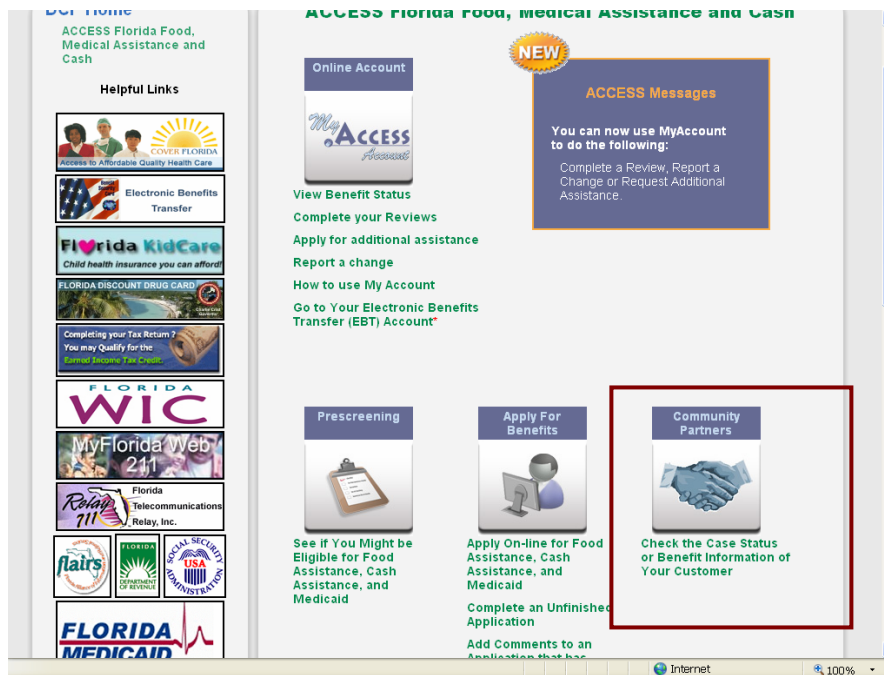 DCF Home
ACCESS Florida Food,
Medical Assistance and
Cash
Helpful Links
COVER FLORIDA
Access to Affordable Quality Health Care
Electronic Benefits
Transfer
Florida KidCare
Child health insurance you can afford!
FLORIDA DISCOUNT DRUG CARD
Completing your Tax Return ?
You may Qualify for the
Earned Income Tax Credit.
FLORIDA
WIC
MyFlorida Web
211
Relay
711
Florida
Telecommunications
Relay, Inc.
flairs
FLORIDA
DEPARTMENT
OF REVENUE
SOCIAL SECURITY
USA
ADMINISTRATION
FLORIDA
MEDICAID
ACCESS Florida Food, Medical Assistance and Cash
Online Account
My
ACCESS
Account
View Benefit Status
Complete your Reviews
Apply for additional assistance
Report a change
How to use My Account
Go to Your Electronic Benefits
Transfer (EBT) Account*
NEW
ACCESS Messages
You can now use MyAccount
to do the following:
Complete a Review, Report a
Change or Request Additional
Assistance.
Prescreening
See if You Might be
Eligible for Food
Assistance, Cash
Assistance, and
Medicaid
Apply For
Benefits
Apply On-line for Food
Assistance, Cash
Assistance, and
Medicaid
Complete an Unfinished
Application
Add Comments to an
Application that has
Community
Partners
Check the Case Status
or Benefit Information of
Your Customer
Internet
100%